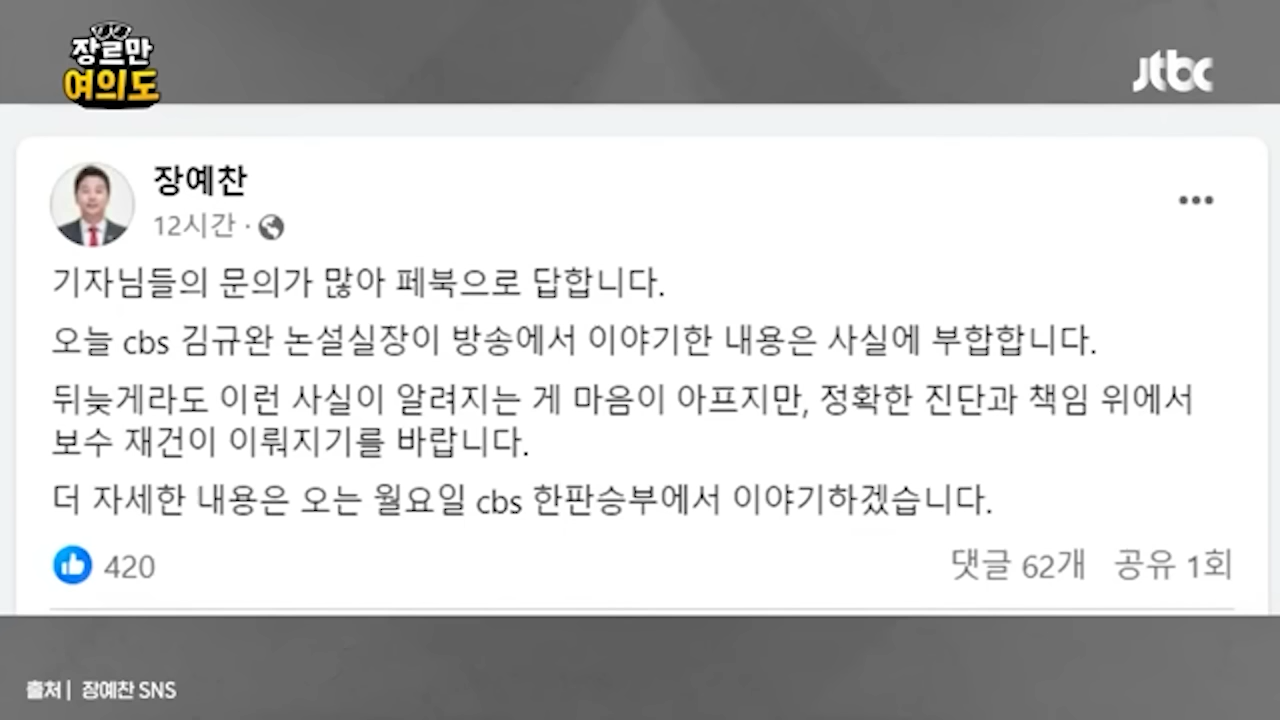 장르만
여의도
jtbc
장예찬
12시간 ·
기자님들의 문의가 많아 페북으로 답합니다.
오늘 cbs 김규완 논설실장이 방송에서 이야기한 내용은 사실에 부합합니다.
뒤늦게라도 이런 사실이 알려지는 게 마음이 아프지만, 정확한 진단과 책임 위에서
보수 재건이 이뤄지기를 바랍니다.
더 자세한 내용은 오는 월요일 cbs 한판승부에서 이야기하겠습니다.
420
댓글 62개 공유 1회
출처 | 장예찬 SNS